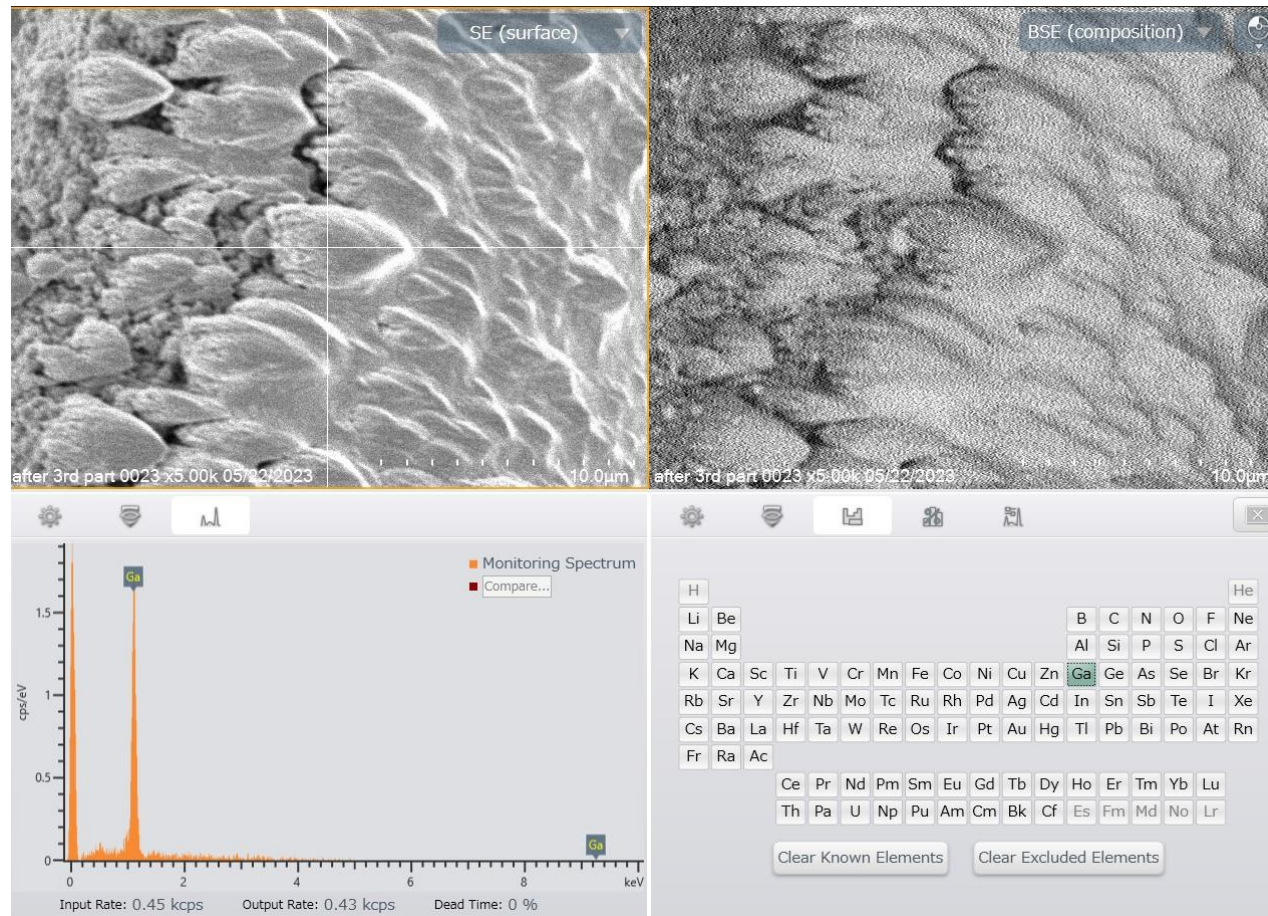 SE (surface)
BSE (composition)
after 3rd part 0023 x5.00k 05/22/2023
10.0µm
after 3rd part 0023 x5.00k 05/22/2023
10.0µm
Monitoring Spectrum
Compare...
Ga
1.5
1
0.5
0
cps/eV
Ga
0 2 4 6 8 keV
Input Rate: 0.45 kcps Output Rate: 0.43 kcps Dead Time: 0 %
H He
Li Be B C N O F Ne
Na Mg Al Si P S Cl Ar
K Ca Sc Ti V Cr Mn Fe Co Ni Cu Zn Ga Ge As Se Br Kr
Rb Sr Y Zr Nb Mo Tc Ru Rh Pd Ag Cd In Sn Sb Te I Xe
Cs Ba La Hf Ta W Re Os Ir Pt Au Hg Tl Pb Bi Po At Rn
Fr Ra Ac
Ce Pr Nd Pm Sm Eu Gd Tb Dy Ho Er Tm Yb Lu
Th Pa U Np Pu Am Cm Bk Cf Es Fm Md No Lr
Clear Known Elements
Clear Excluded Elements